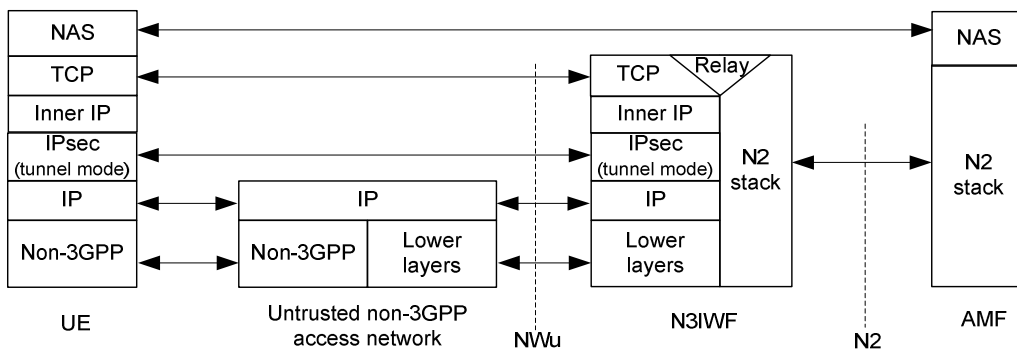 NAS
TCP
Inner IP
IPsec
(tunnel mode)
IP
Non-3GPP
UE
IP
Non-3GPP
Lower
layers
Untrusted non-3GPP
access network
NWu
TCP
Relay
Inner IP
IPsec
(tunnel mode)
IP
Lower
layers
N2
stack
N3IWF
N2
NAS
N2
stack
AMF